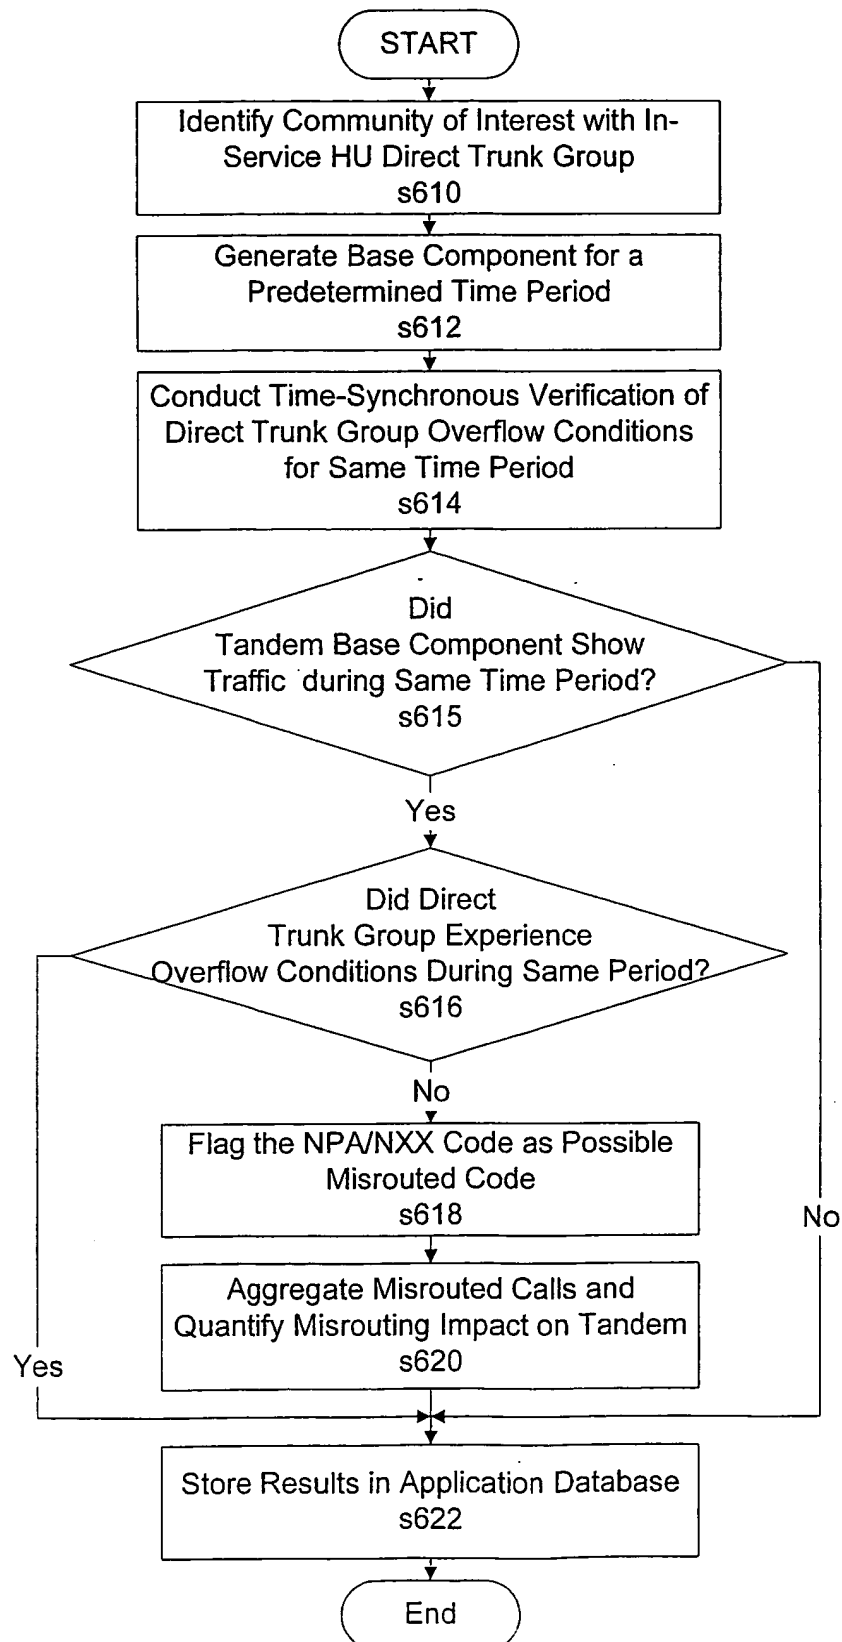 START
Identify Community of Interest with In-
Service HU Direct Trunk Group
s610
Generate Base Component for a
Predetermined Time Period
s612
Conduct Time-Synchronous Verification of
Direct Trunk Group Overflow Conditions
for Same Time Period
s614
Did
Tandem Base Component Show
Traffic during Same Time Period?
s615
Yes
Did Direct
Trunk Group Experience
Overflow Conditions During Same Period?
s616
No
Flag the NPA/NXX Code as Possible
Misrouted Code
s618
No
Aggregate Misrouted Calls and
Quantify Misrouting Impact on Tandem
s620
Yes
Store Results in Application Database
s622
End